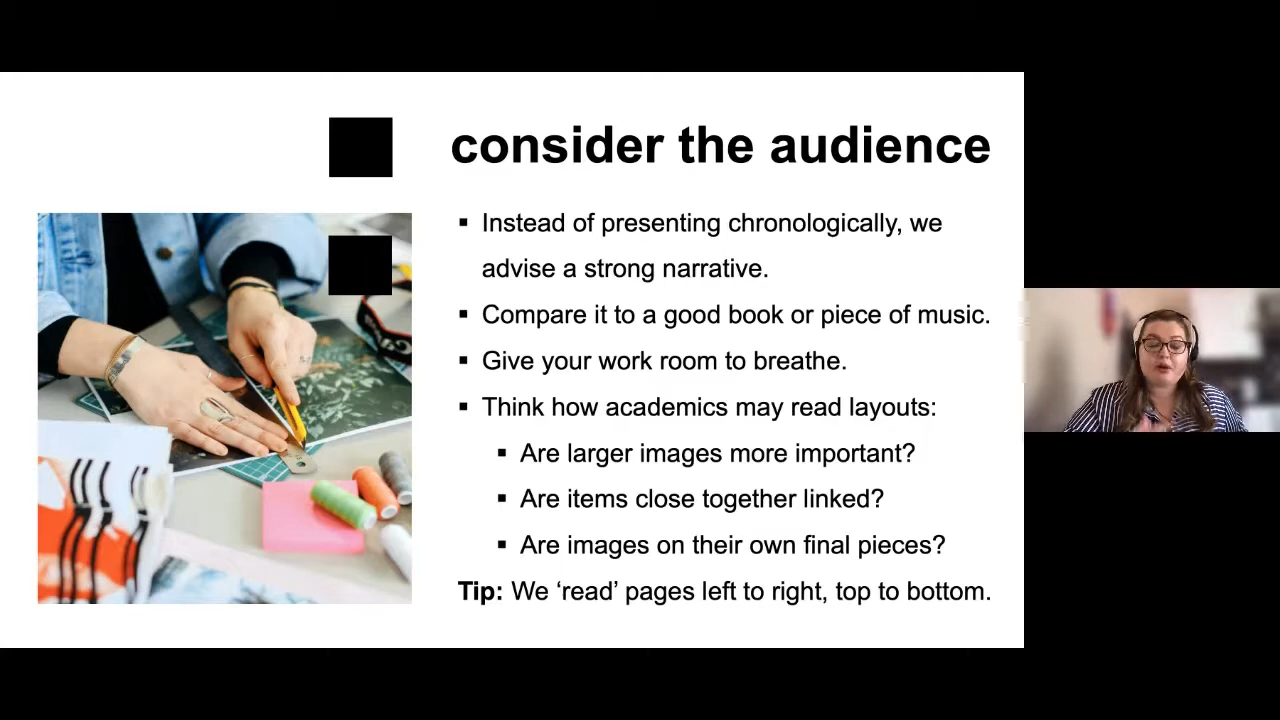 consider the audience
▪ Instead of presenting chronologically, we
advise a strong narrative.
▪ Compare it to a good book or piece of music.
▪ Give your work room to breathe.
▪ Think how academics may read layouts:
▪ Are larger images more important?
▪ Are items close together linked?
▪ Are images on their own final pieces?
Tip: We ‘read’ pages left to right, top to bottom.